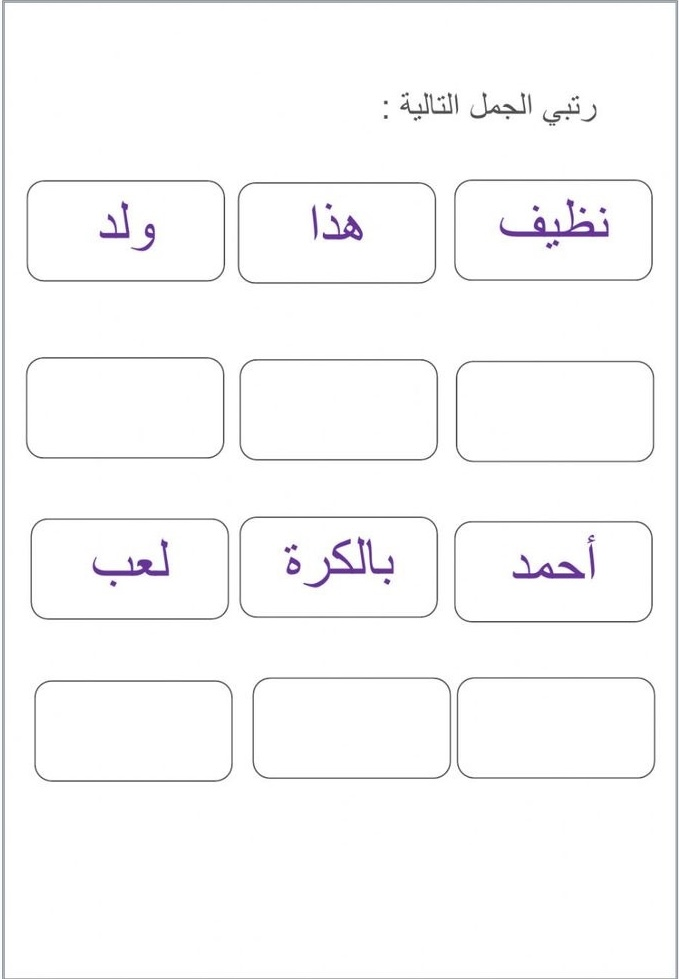 رتبي الجمل التالية :
نظيف هذا ولد
أحمد بالكرة لعب